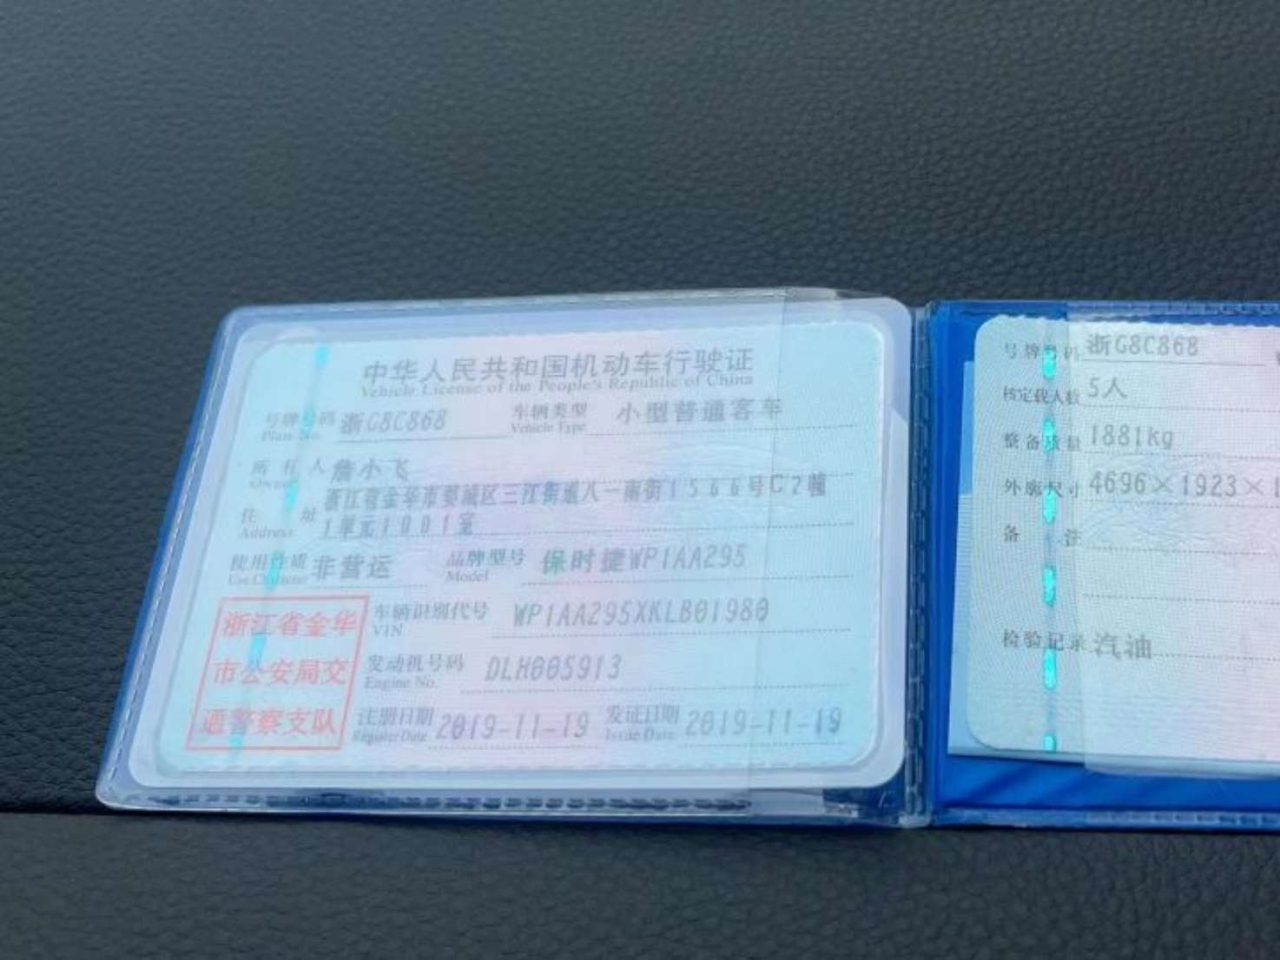 中华人民共和国机动车行驶证
Vehicle License of the People's Republic of China
号牌号码 浙G8C868 车辆类型 小型普通客车
Plate No. Vehicle Type
所有人 詹小飞
Owner
浙江省金华市婺城区三江街道八一南街1566号C2幢
住址 1单元1001室
Address
使用性质 非营运 品牌型号 保时捷WP1AA295
Use Character Model
浙江省金华
市公安局交
通警察支队
车辆识别代号 WP1AA295XKLB01980
VIN
发动机号码 DLH005913
Engine No.
注册日期 2019-11-19 发证日期 2019-11-19
Register Date Issue Date
号牌号码 浙G8C868
核定载人数 5人
整备质量 1881kg
外廓尺寸 4696×1923×1
备注
检验记录 汽油